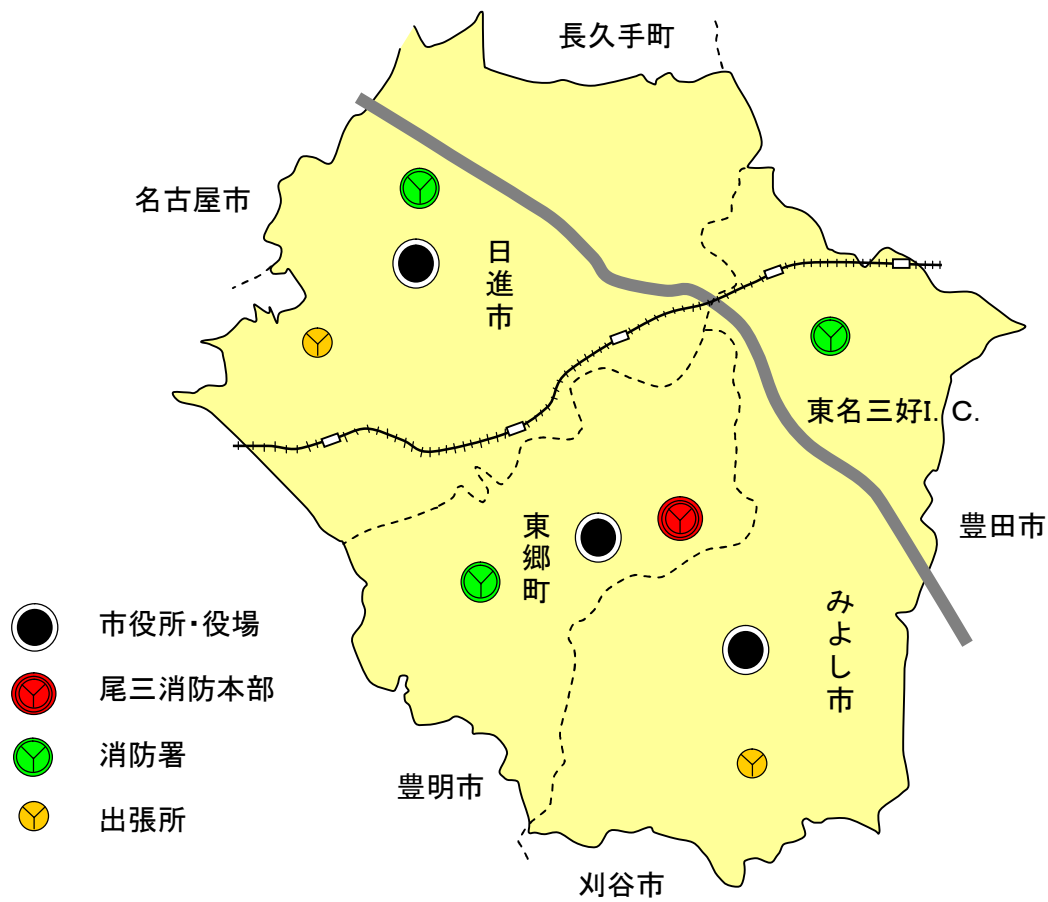 長久手町
名古屋市
日進市
東名三好I. C.
豊田市
東郷町
みよし市
市役所・役場
尾三消防本部
消防署
出張所
豊明市
刈谷市